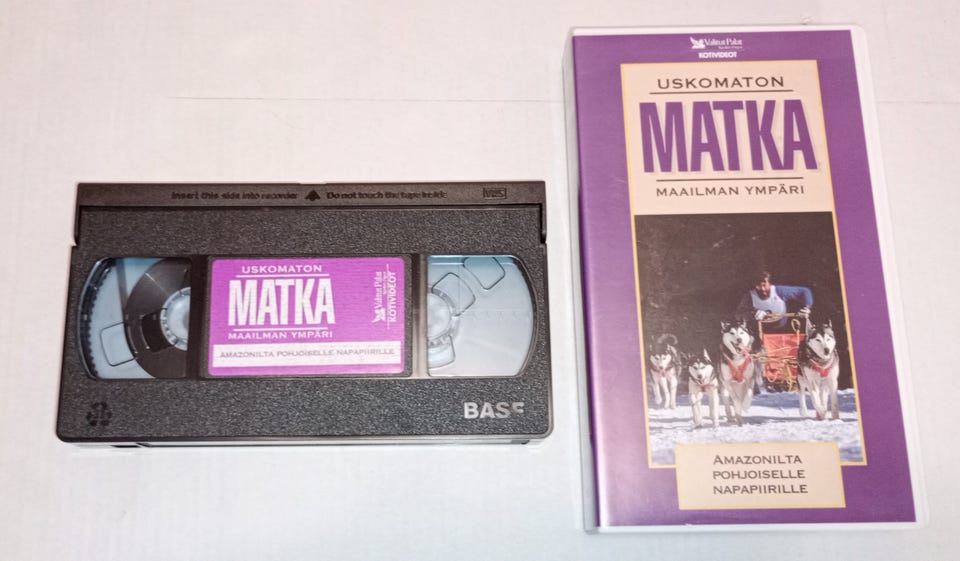 Insert this side into recorder Do not touch the tape inside VHS
USKOMATON
MATKA
MAAILMAN YMPÄRI
AMAZONILTA POHJOISELLE NAPAPIIRILLE
Valitut Palat
KOTIVIDEOT
BASF
Valitut Palat
KOTIVIDEOT
USKOMATON
MATKA
MAAILMAN YMPÄRI
AMAZONILTA
POHJOISELLE
NAPAPIIRILLE